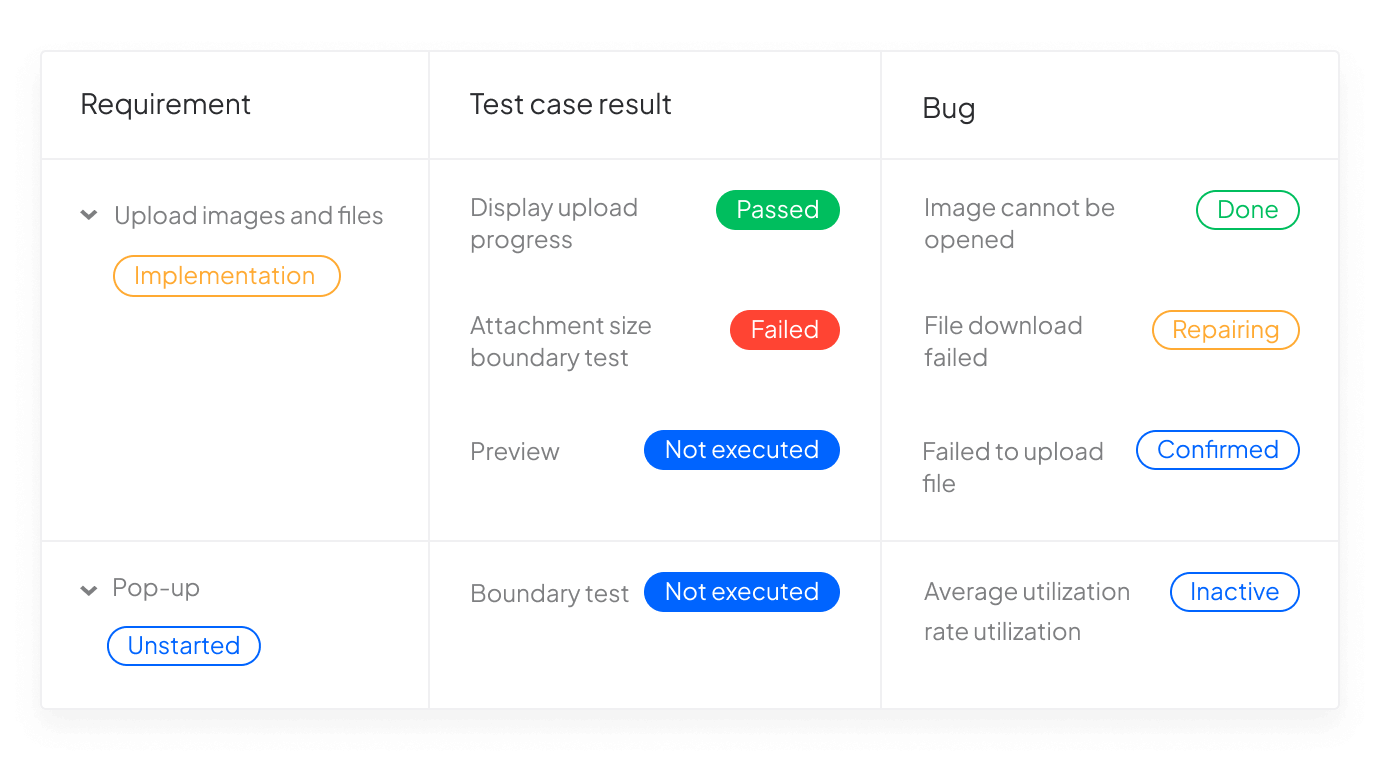 Requirement
Test case result
Bug
Upload images and files
Implementation
Display upload
progress
Passed
Image cannot be
opened
Done
Attachment size
boundary test
Failed
File download
failed
Repairing
Preview
Not executed
Failed to upload
file
Confirmed
Pop-up
Unstarted
Boundary test
Not executed
Average utilization
rate utilization
Inactive